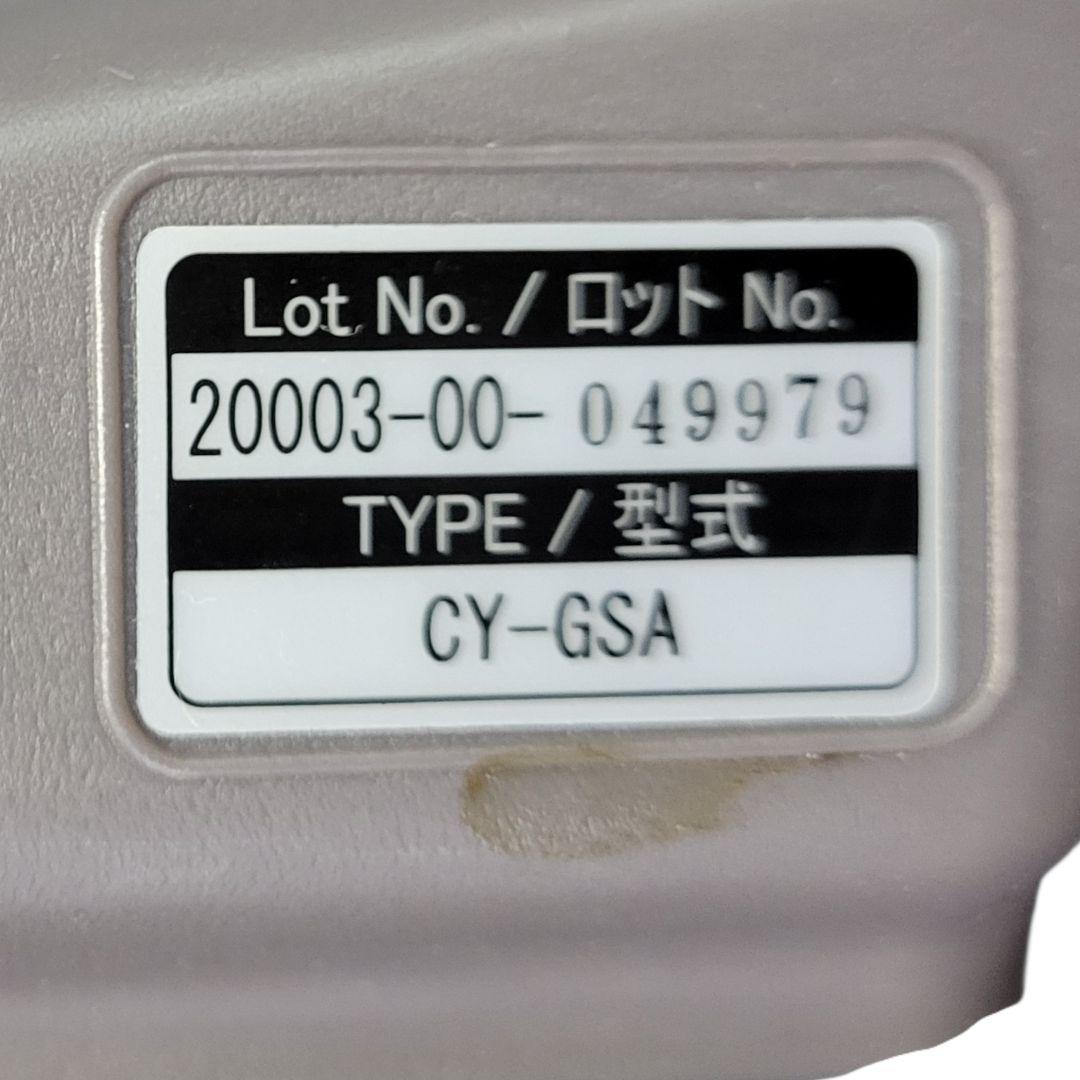 Lot No. / ロット No.
20003-00- 049979
TYPE / 型式
CY-GSA